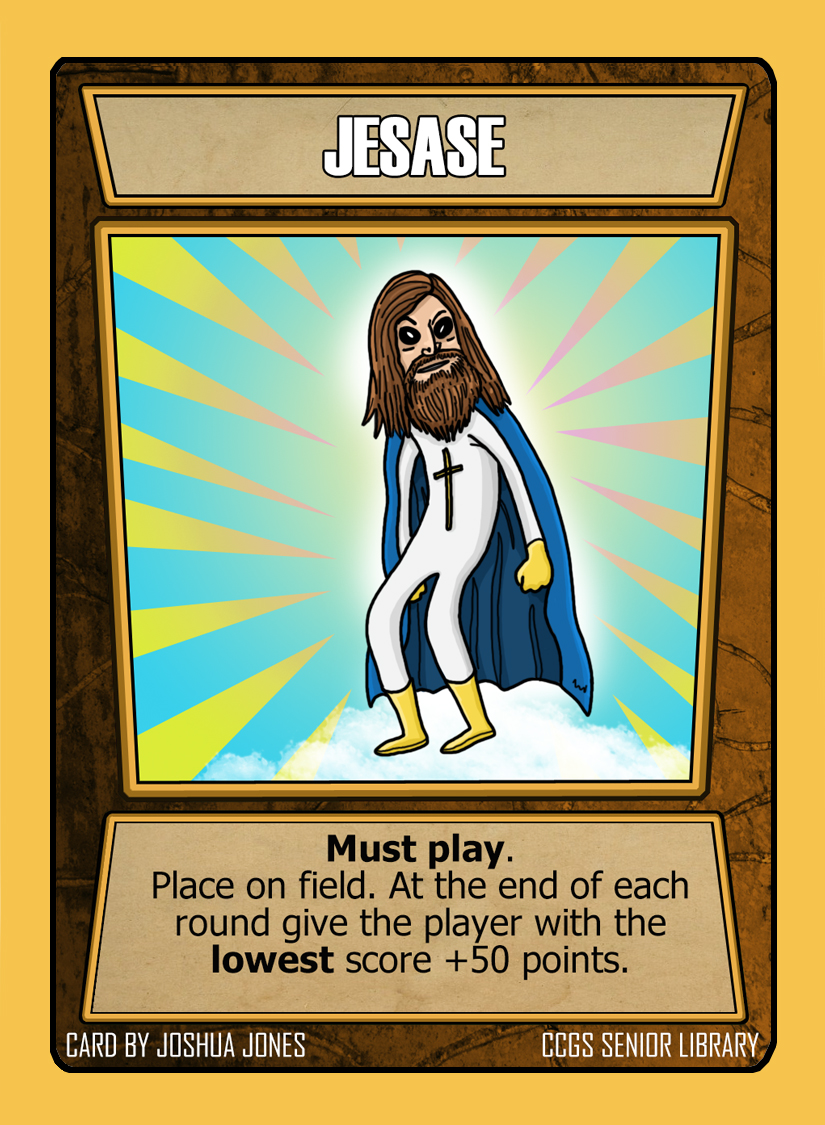 JESASE
Must play.
Place on field. At the end of each
round give the player with the
lowest score +50 points.
CARD BY JOSHUA JONES
CCGS SENIOR LIBRARY